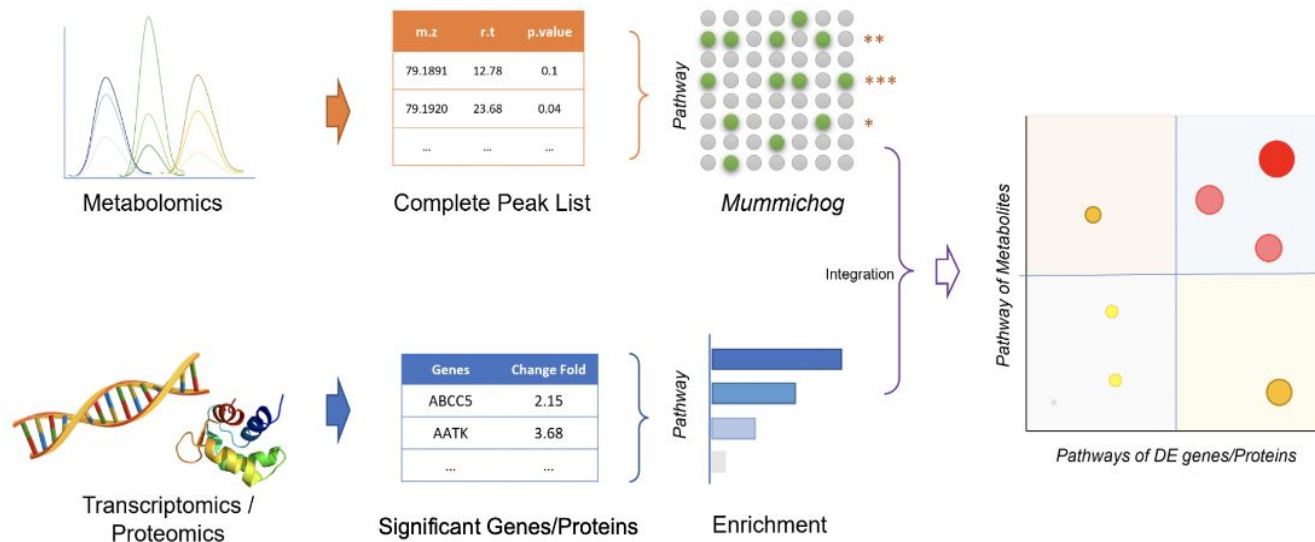 m.z r.t p.value
79.1891 12.78 0.1
79.1920 23.68 0.04
... ... ...
Metabolomics
Complete Peak List
Pathway
**
***
*
Mummichog
Integration
Genes Change Fold
ABCC5 2.15
AATK 3.68
... ...
Transcriptomics /
Proteomics
Significant Genes/Proteins
Pathway
Enrichment
Pathway of Metabolites
Pathways of DE genes/Proteins